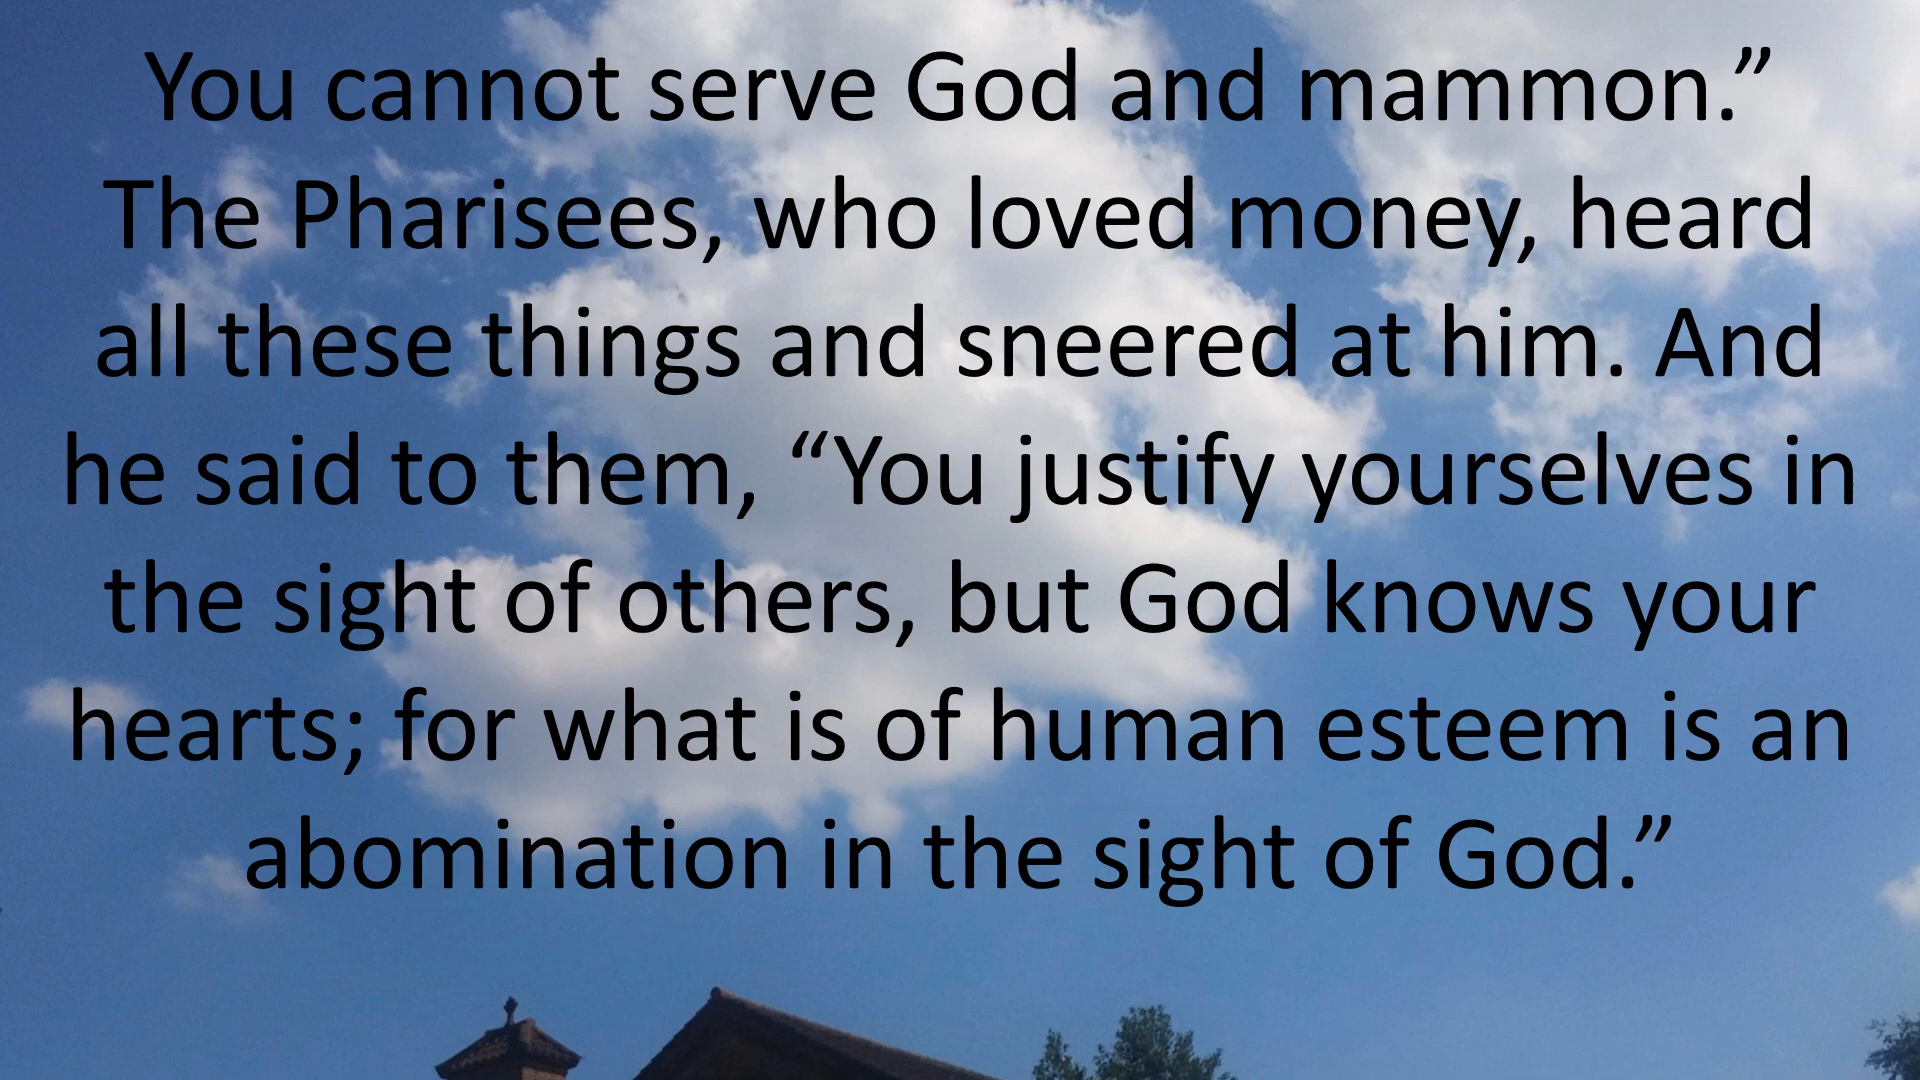 You cannot serve God and mammon.”
The Pharisees, who loved money, heard
all these things and sneered at him. And
he said to them, “You justify yourselves in
the sight of others, but God knows your
hearts; for what is of human esteem is an
abomination in the sight of God.”